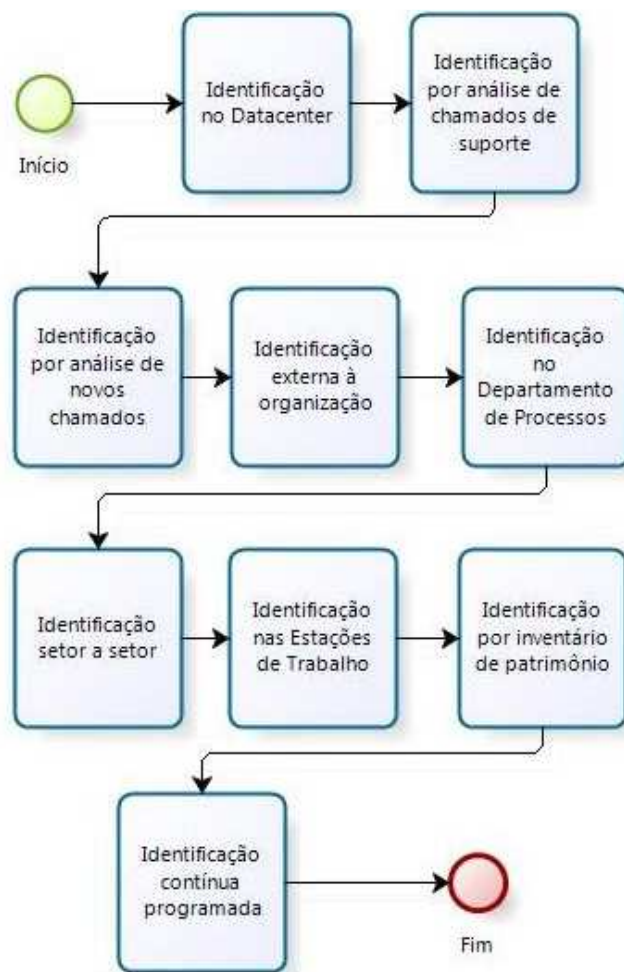 Início
Identificação
no Datacenter
Identificação
por análise de
chamados de
suporte
Identificação
por análise de
novos
chamados
Identificação
externa à
organização
Identificação
no
Departamento
de Processos
Identificação
setor a setor
Identificação
nas Estações
de Trabalho
Identificação
por inventário
de patrimônio
Identificação
contínua
programada
Fim